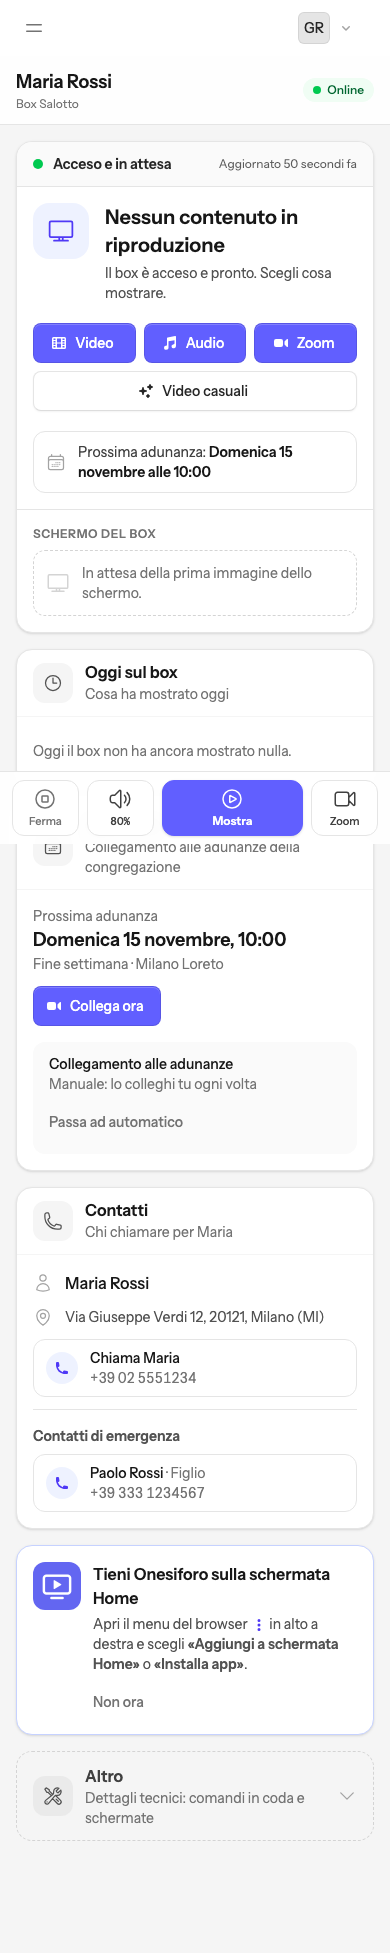 GR
Maria Rossi
Box Salotto
Online
Acceso e in attesa
Aggiornato 50 secondi fa
Nessun contenuto in
riproduzione
Il box è acceso e pronto. Scegli cosa
mostrare.
Video
Audio
Zoom
Video casuali
Prossima adunanza: Domenica 15
novembre alle 10:00
SCHERMO DEL BOX
In attesa della prima immagine dello
schermo.
Oggi sul box
Cosa ha mostrato oggi
Oggi il box non ha ancora mostrato nulla.
Ferma
80%
Mostra
Zoom
Collegamento alle adunanze della
congregazione
Prossima adunanza
Domenica 15 novembre, 10:00
Fine settimana · Milano Loreto
Collega ora
Collegamento alle adunanze
Manuale: lo colleghi tu ogni volta
Passa ad automatico
Contatti
Chi chiamare per Maria
Maria Rossi
Via Giuseppe Verdi 12, 20121, Milano (MI)
Chiama Maria
+39 02 5551234
Contatti di emergenza
Paolo Rossi · Figlio
+39 333 1234567
Tieni Onesiforo sulla schermata
Home
Apri il menu del browser ⋮ in alto a
destra e scegli «Aggiungi a schermata
Home» o «Installa app».
Non ora
Altro
Dettagli tecnici: comandi in coda e
schermate